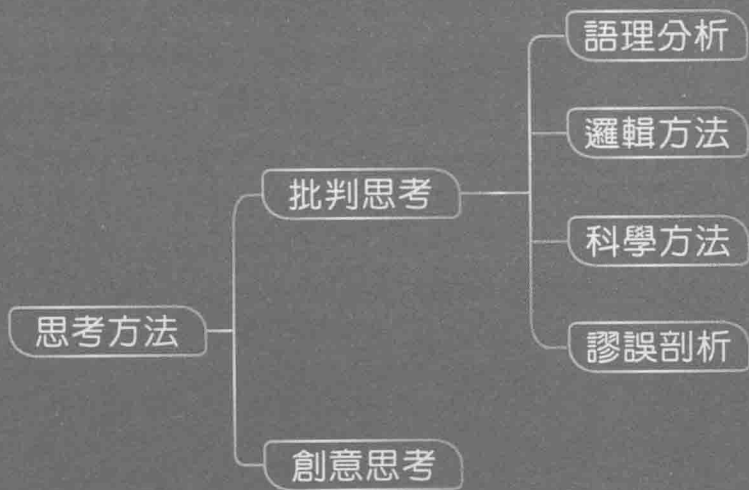 思考方法
批判思考
語理分析
邏輯方法
科學方法
謬誤剖析
創意思考